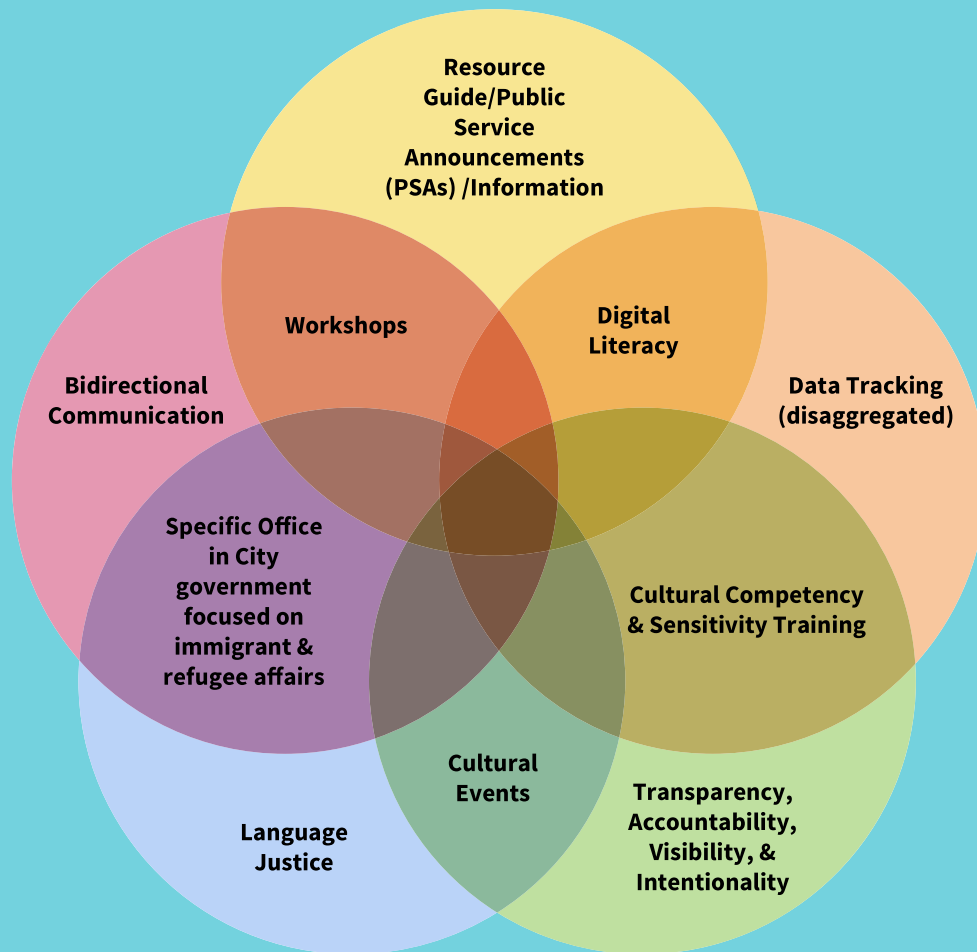 Resource
Guide/Public
Service
Announcements
(PSAs) /Information
Workshops
Digital
Literacy
Bidirectional
Communication
Data Tracking
(disaggregated)
Specific Office
in City
government
focused on
immigrant &
refugee affairs
Cultural Competency
& Sensitivity Training
Cultural
Events
Language
Justice
Transparency,
Accountability,
Visibility, &
Intentionality